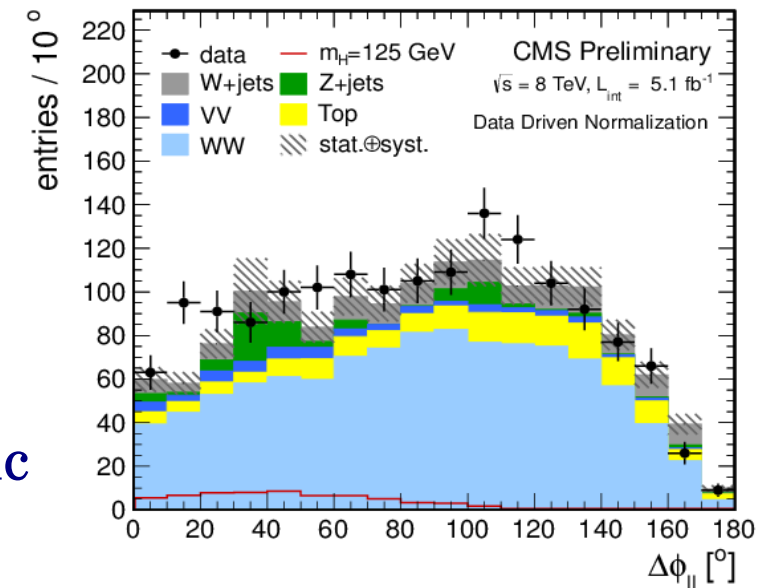 entries / 10 °
220
200
180
160
140
120
100
80
60
40
20
0
data
m_H=125 GeV
W+jets
Z+jets
VV
Top
WW
stat.⊕syst.
CMS Preliminary
√s = 8 TeV, L_int = 5.1 fb⁻¹
Data Driven Normalization
ic
0 20 40 60 80 100 120 140 160 180
Δϕ_ll [°]